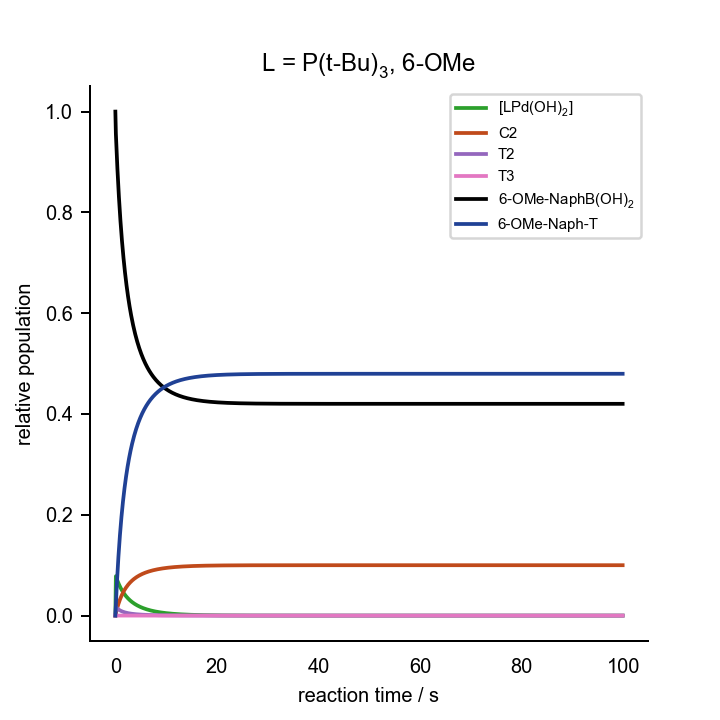 L = P(t-Bu)₃, 6-OMe
[LPd(OH)₂]
C2
T2
T3
6-OMe-NaphB(OH)₂
6-OMe-Naph-T
relative population
1.0
0.8
0.6
0.4
0.2
0.0
0 20 40 60 80 100
reaction time / s